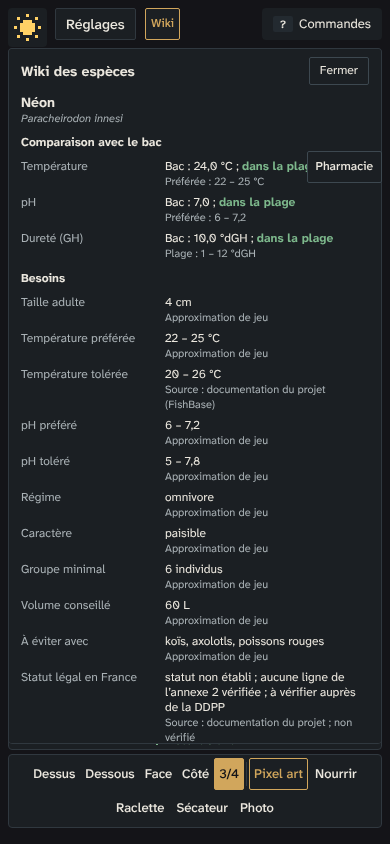 Réglages
Wiki
? Commandes
Wiki des espèces
Fermer
Néon
Paracheirodon innesi
Comparaison avec le bac
Température
Bac : 24,0 °C ; dans la
Préférée : 22 – 25 °C
Pharmacie
pH
Bac : 7,0 ; dans la plage
Préférée : 6 – 7,2
Dureté (GH)
Bac : 10,0 °dGH ; dans la plage
Plage : 1 – 12 °dGH
Besoins
Taille adulte
4 cm
Approximation de jeu
Température préférée
22 – 25 °C
Approximation de jeu
Température tolérée
20 – 26 °C
Source : documentation du projet
(FishBase)
pH préféré
6 – 7,2
Approximation de jeu
pH toléré
5 – 7,8
Approximation de jeu
Régime
omnivore
Approximation de jeu
Caractère
paisible
Approximation de jeu
Groupe minimal
6 individus
Approximation de jeu
Volume conseillé
60 L
Approximation de jeu
À éviter avec
koïs, axolotls, poissons rouges
Approximation de jeu
Statut légal en France
statut non établi ; aucune ligne de
l'annexe 2 vérifiée ; à vérifier auprès
de la DDPP
Source : documentation du projet ; non
vérifié
Dessus Dessous Face Côté 3/4 Pixel art Nourrir
Raclette Sécateur Photo